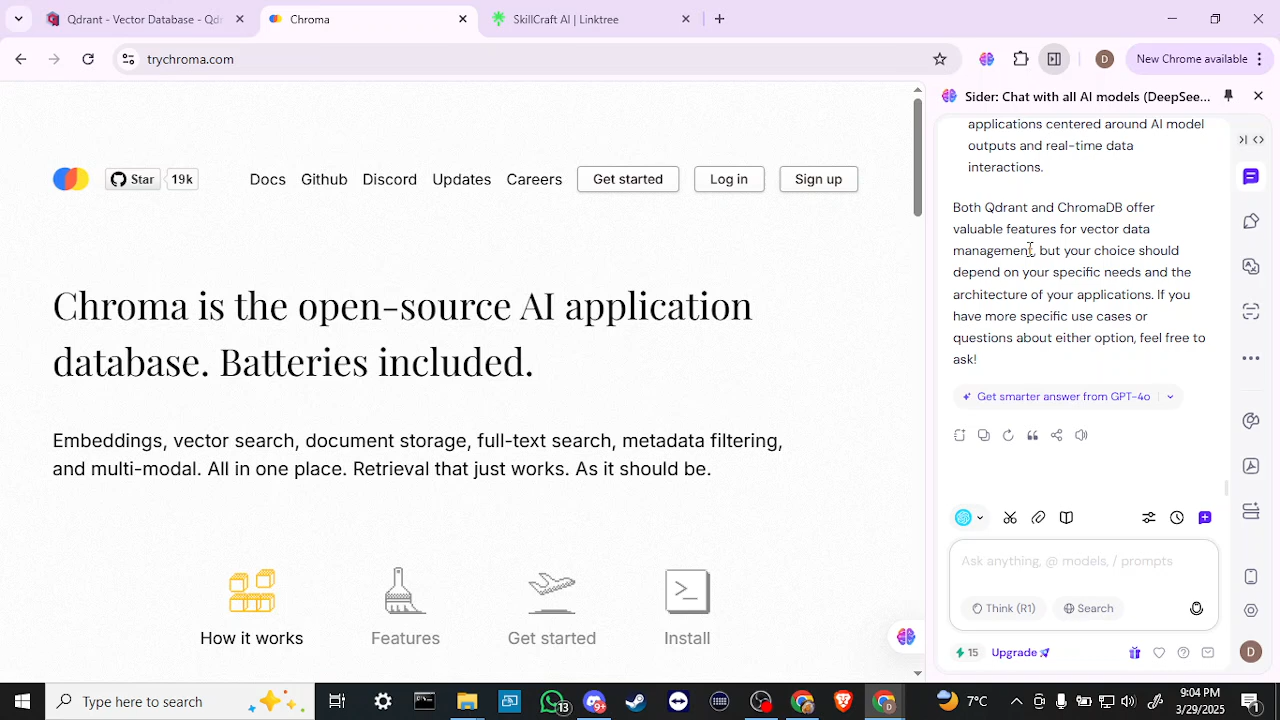 Qdrant - Vector Database - Qdr
Chroma
SkillCraft AI | Linktree
trychroma.com
D
New Chrome available
Sider: Chat with all AI models (DeepSee...
Star
19k
Docs
Github
Discord
Updates
Careers
Get started
Log in
Sign up
Chroma is the open-source AI application
database. Batteries included.
Embeddings, vector search, document storage, full-text search, metadata filtering,
and multi-modal. All in one place. Retrieval that just works. As it should be.
How it works
Features
Get started
Install
applications centered around AI model
outputs and real-time data
interactions.
Both Qdrant and ChromaDB offer
valuable features for vector data
management, but your choice should
depend on your specific needs and the
architecture of your applications. If you
have more specific use cases or
questions about either option, feel free to
ask!
Get smarter answer from GPT-4o
Ask anything, @ models, / prompts
Think (R1)
Search
15
Upgrade
D
Type here to search
13
9+
D
7°C
9:04 PM
3/29/2025
1